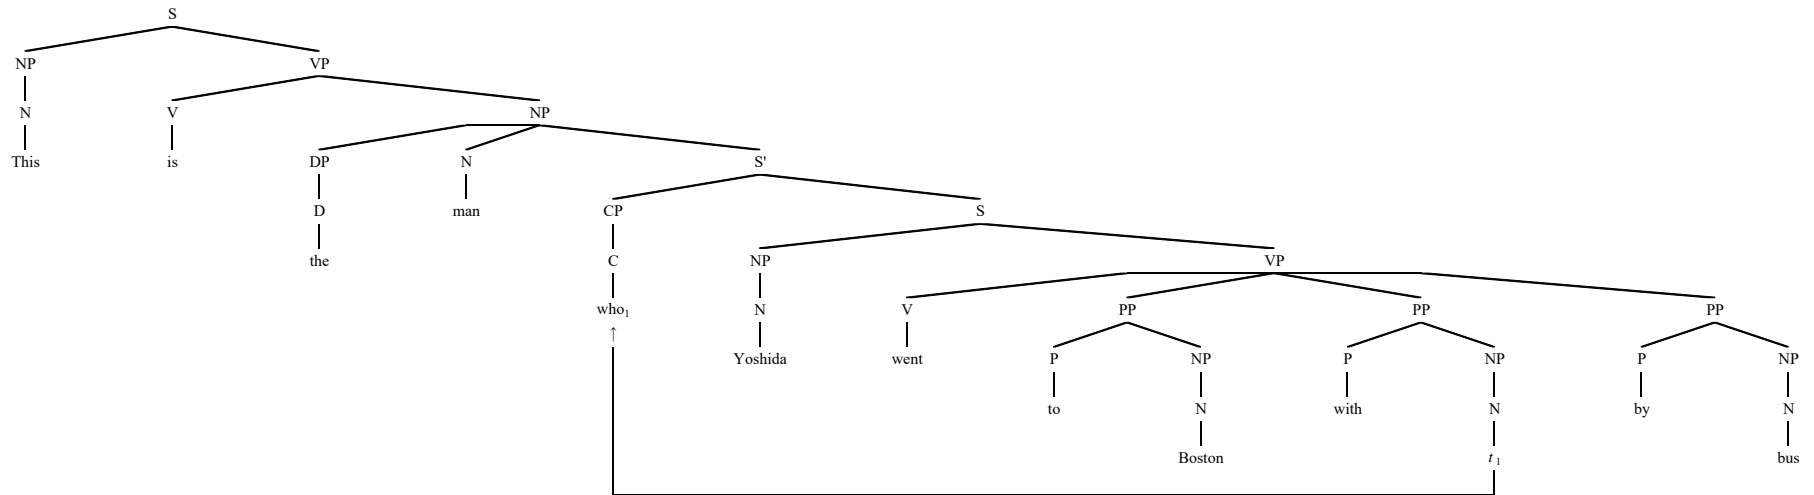 S
NP VP
N V NP
This is DP N S'
D man CP S
the C NP VP
who₁ N V PP PP PP
↑ Yoshida went P NP P NP P NP
to N with N by N
Boston t₁ bus